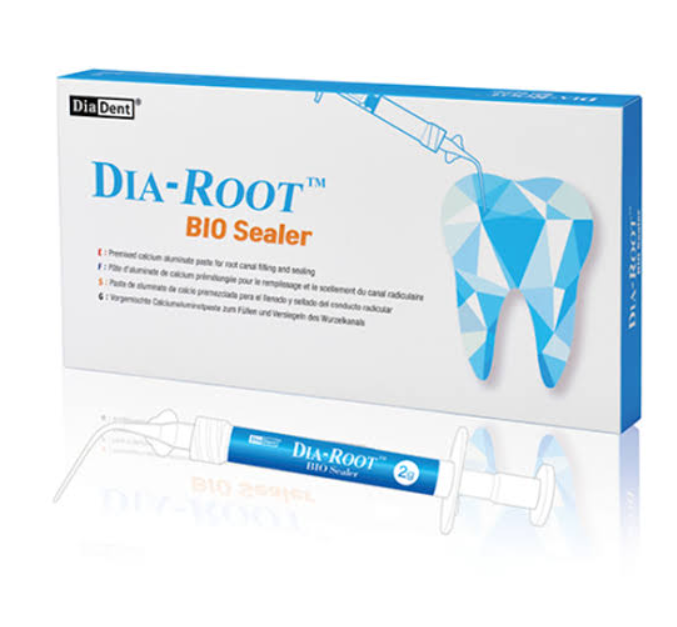 DiaDent®
DIA-ROOT™
BIO Sealer
E : Premixed calcium aluminate paste for root canal filling and sealing
F : Pâte d'aluminate de calcium prémélangée pour le remplissage et le scellement du canal radiculaire
S : Pasta de aluminato de calcio premezclada para el llenado y sellado del conducto radicular
G : Vorgemischte Calciumaluminatpaste zum Füllen und Versiegeln des Wurzelkanals
DIA-ROOT™
BIO Sealer
DiaDent
DIA-ROOT™
BIO Sealer
2g